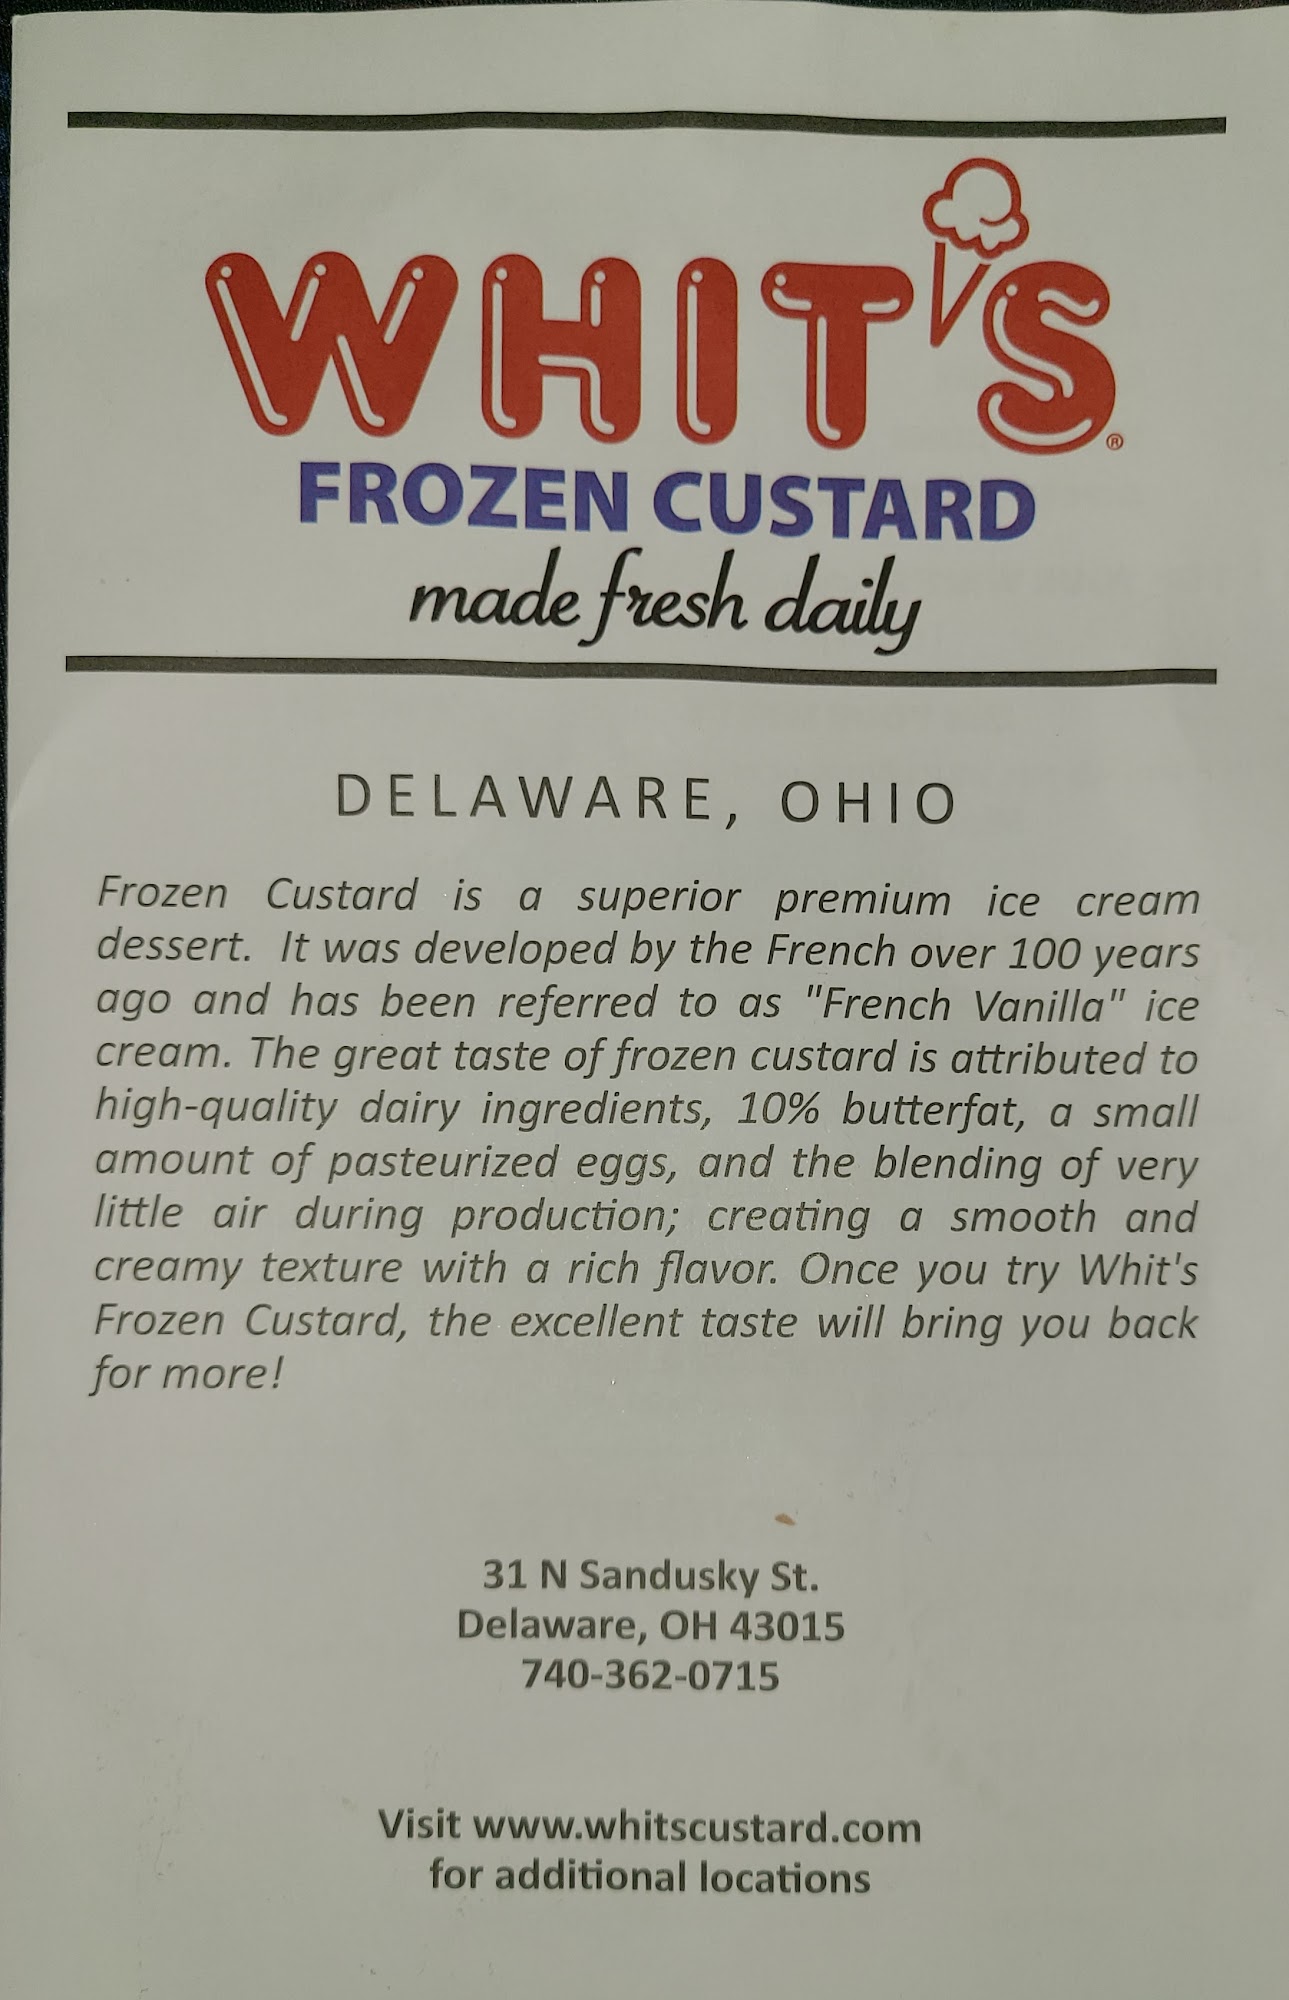 WHIT'S®
FROZEN CUSTARD
made fresh daily
DELAWARE, OHIO
Frozen Custard is a superior premium ice cream
dessert. It was developed by the French over 100 years
ago and has been referred to as "French Vanilla" ice
cream. The great taste of frozen custard is attributed to
high-quality dairy ingredients, 10% butterfat, a small
amount of pasteurized eggs, and the blending of very
little air during production; creating a smooth and
creamy texture with a rich flavor. Once you try Whit's
Frozen Custard, the excellent taste will bring you back
for more!
31 N Sandusky St.
Delaware, OH 43015
740-362-0715
Visit www.whitscustard.com
for additional locations